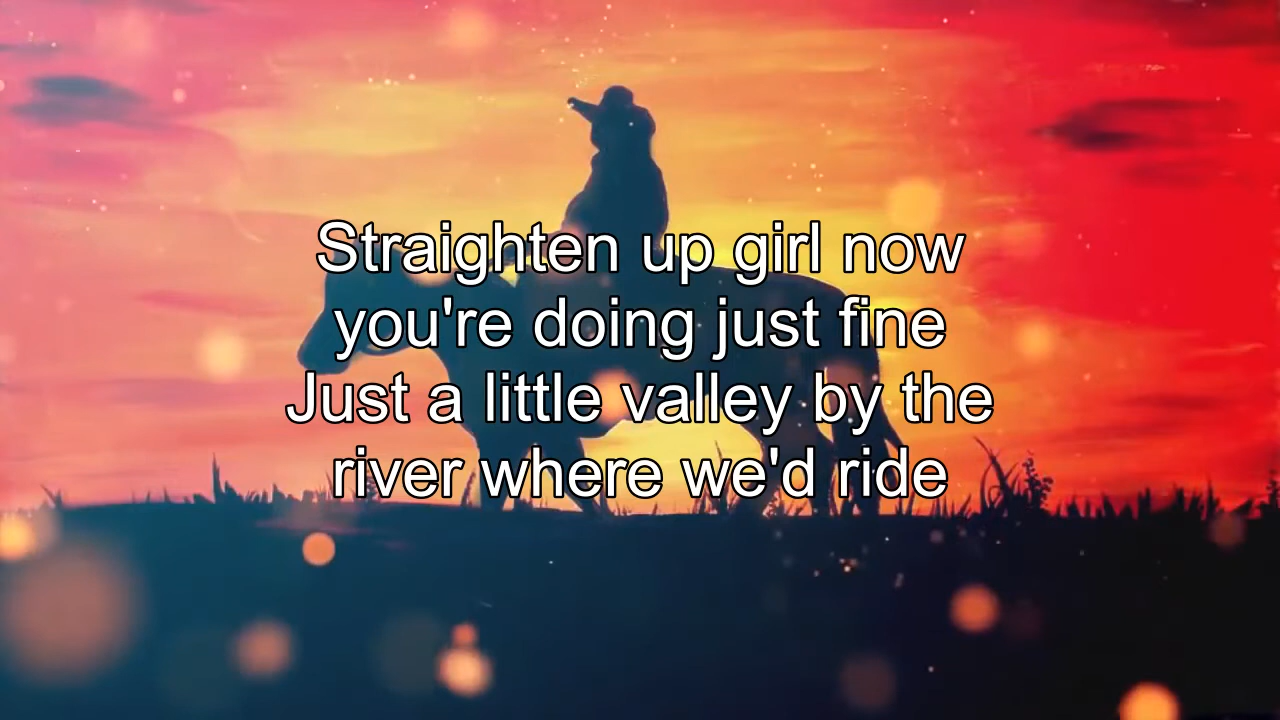 Straighten up girl now
you're doing just fine
Just a little valley by the
river where we'd ride